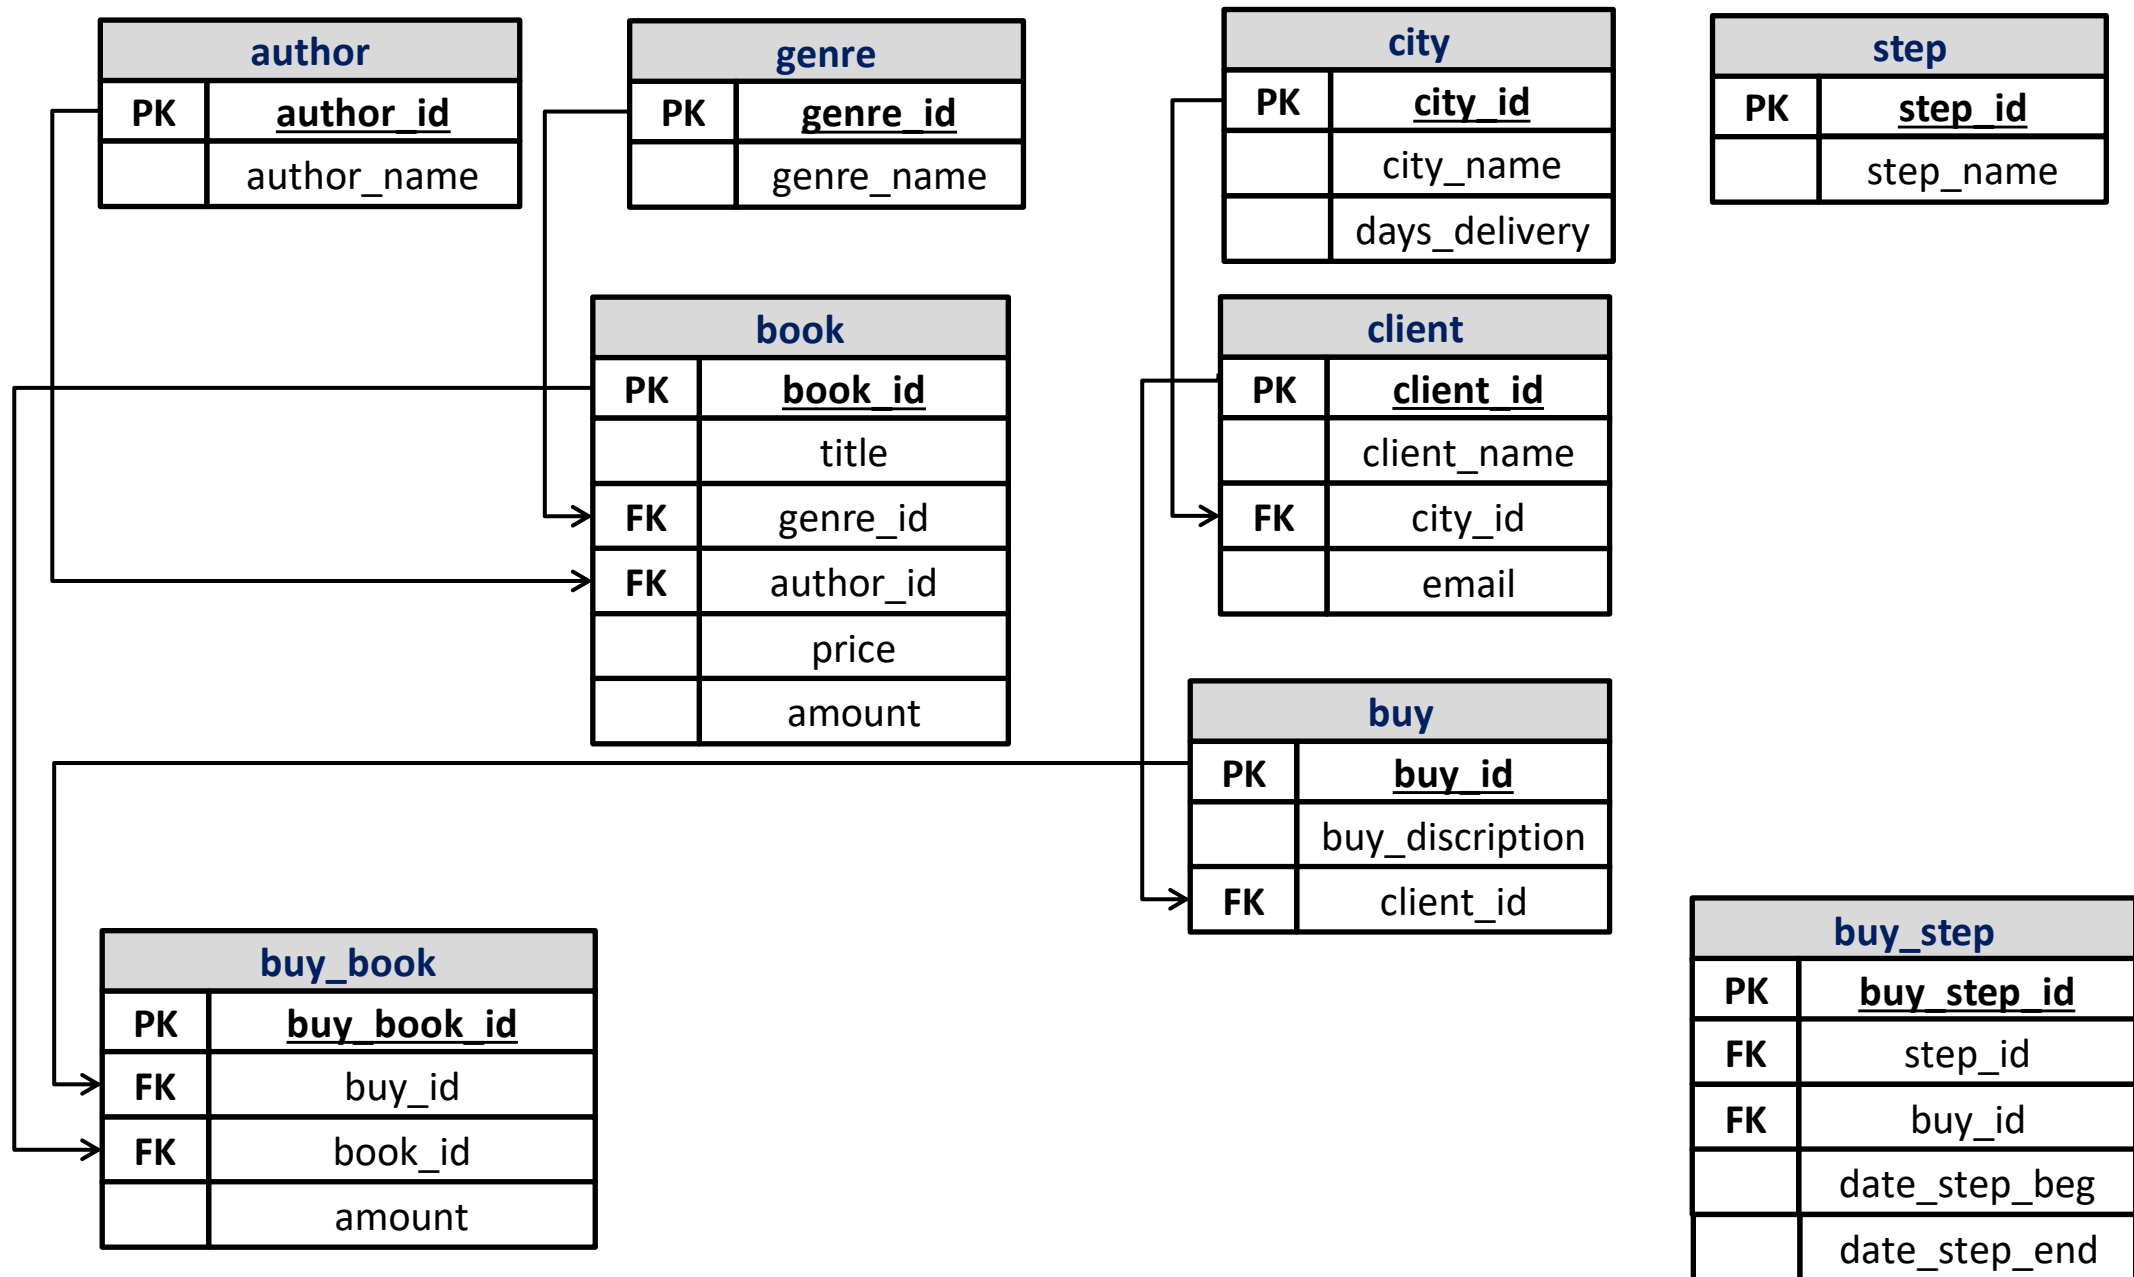 author
PK author_id
author_name
genre
PK genre_id
genre_name
city
PK city_id
city_name
days_delivery
step
PK step_id
step_name
book
PK book_id
title
FK genre_id
FK author_id
price
amount
client
PK client_id
client_name
FK city_id
email
buy
PK buy_id
buy_discription
FK client_id
buy_book
PK buy_book_id
FK buy_id
FK book_id
amount
buy_step
PK buy_step_id
FK step_id
FK buy_id
date_step_beg
date_step_end